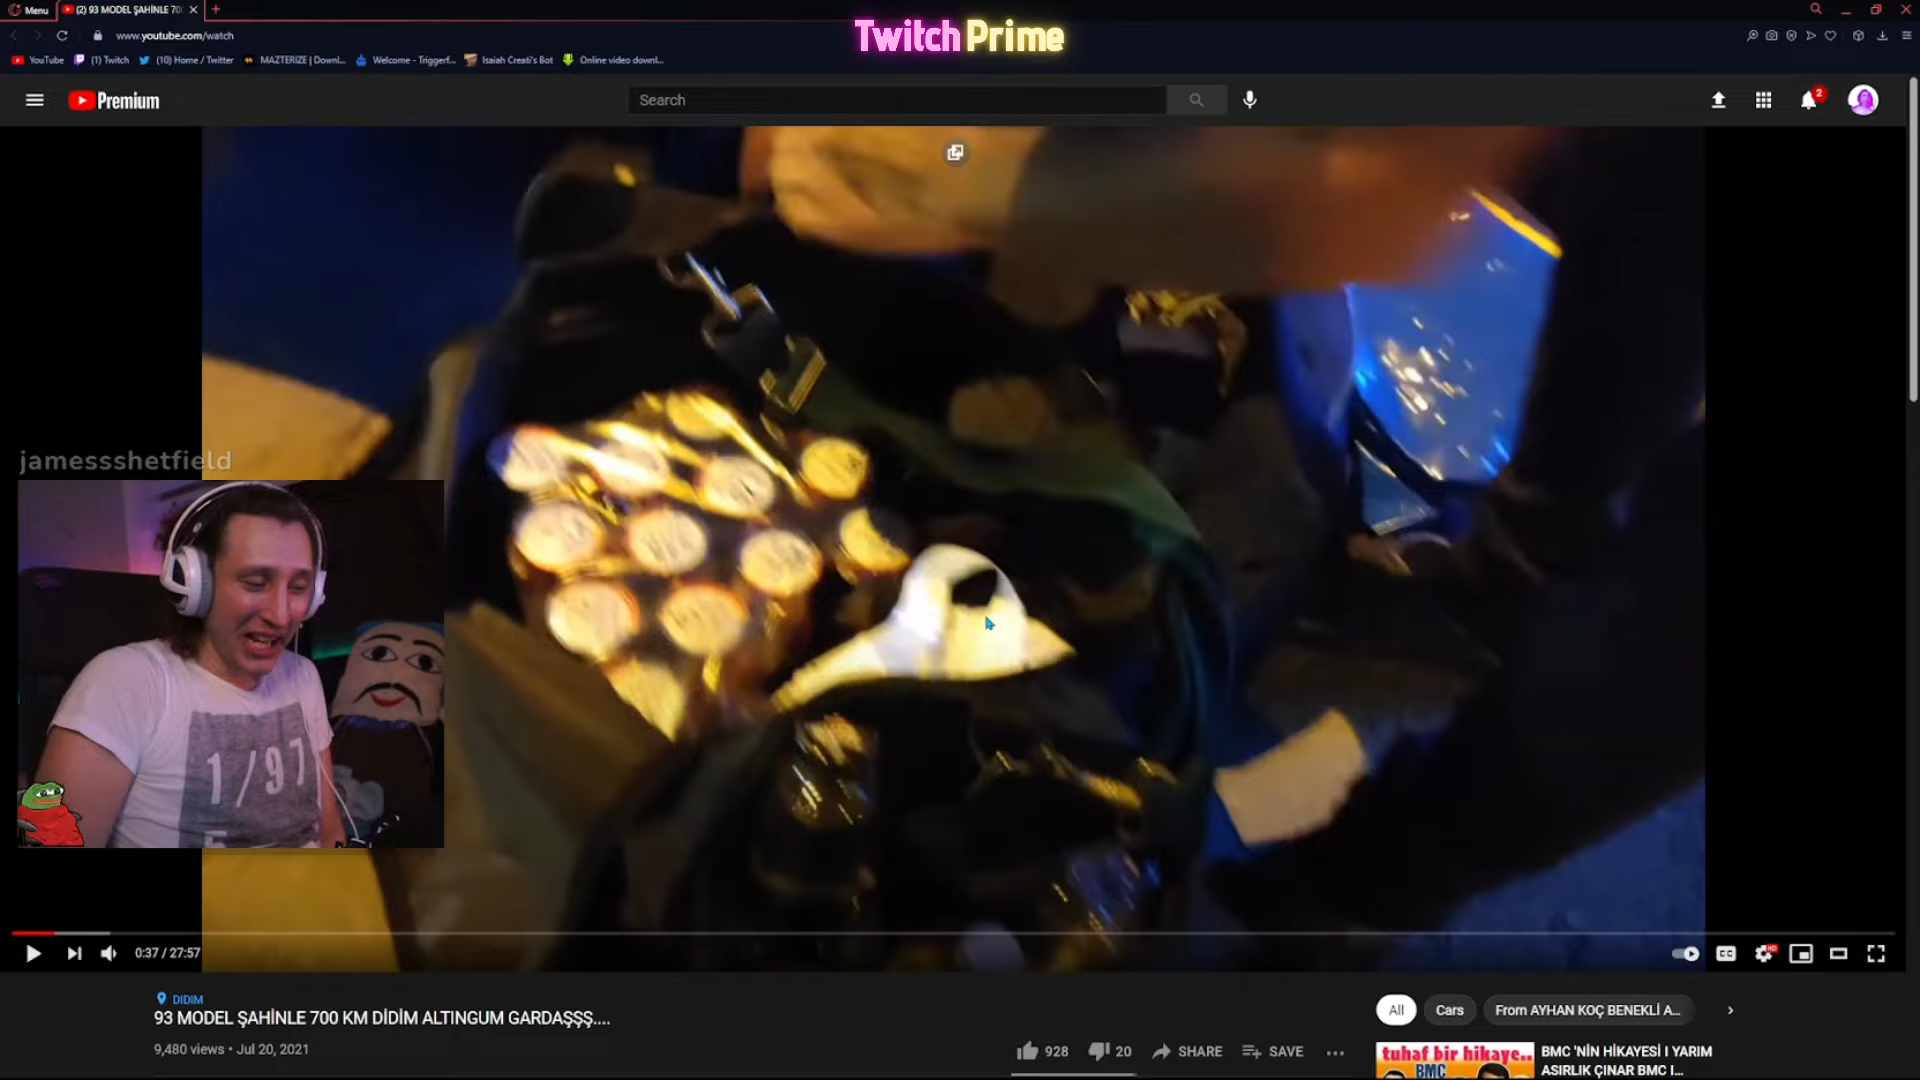 Menu
(2) 93 MODEL ŞAHİNLE 70
Twitch Prime
www.youtube.com/watch
YouTube
(1) Twitch
(10) Home / Twitter
MAZTERIZE | Downl...
Welcome - Triggerf...
Isaiah Creati's Bot
Online video downl...
Premium
Search
2
jamessshetfield
1/97
0:37 / 27:57
CC
HD
DIDIM
93 MODEL ŞAHİNLE 700 KM DİDİM ALTINGUM GARDAŞŞŞ....
9,480 views • Jul 20, 2021
928
20
SHARE
SAVE
All
Cars
From AYHAN KOÇ BENEKLİ A...
tuhaf bir hikaye..
BMC
BMC 'NİN HİKAYESİ I YARIM
ASIRLIK ÇINAR BMC I...